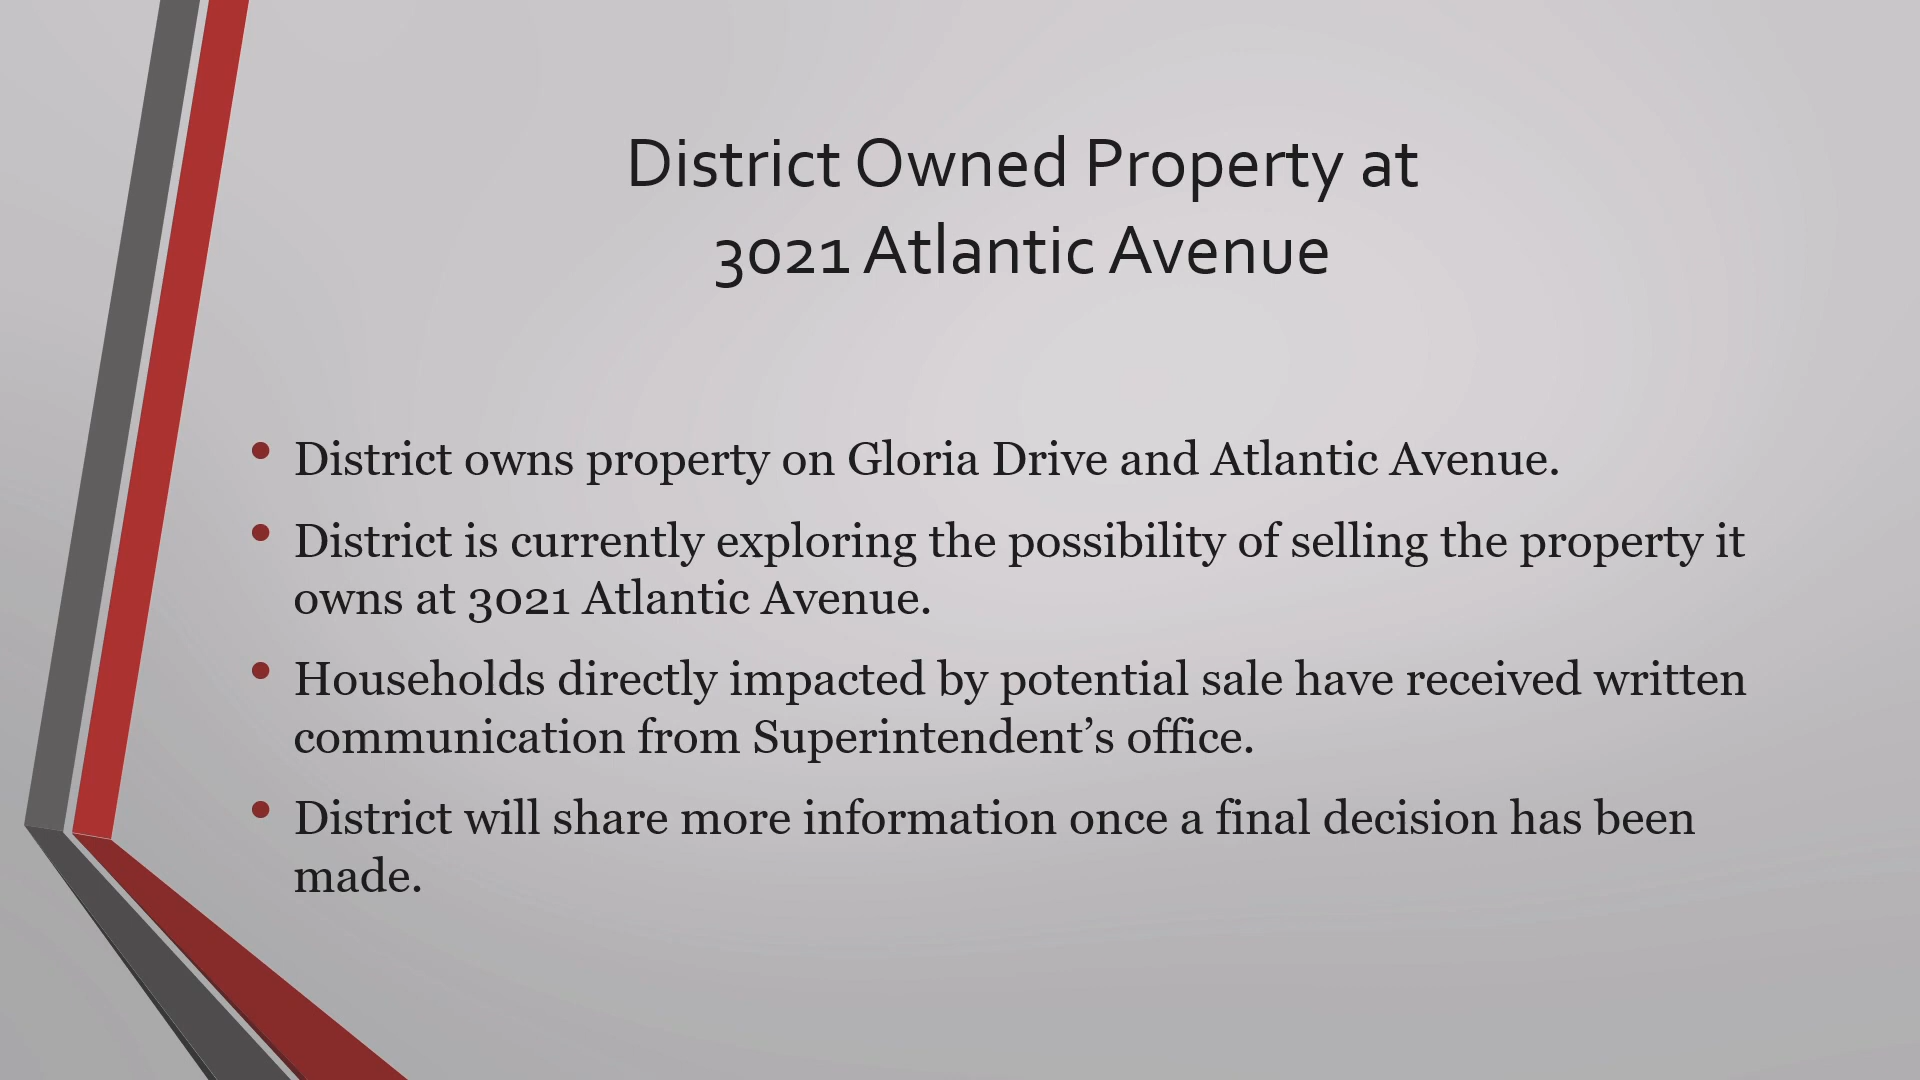 District Owned Property at
3021 Atlantic Avenue
• District owns property on Gloria Drive and Atlantic Avenue.
• District is currently exploring the possibility of selling the property it
owns at 3021 Atlantic Avenue.
• Households directly impacted by potential sale have received written
communication from Superintendent’s office.
• District will share more information once a final decision has been
made.